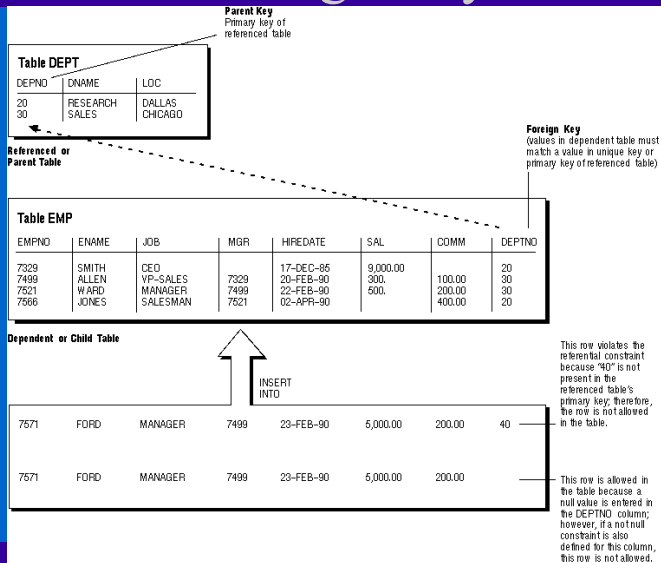 Parent Key
Primary key of
referenced table
Table DEPT
DEPNO DNAME LOC
20 RESEARCH DALLAS
30 SALES CHICAGO
Referenced or
Parent Table
Foreign Key
(values in dependent table must
match a value in unique key or
primary key of referenced table)
Table EMP
EMPNO ENAME JOB MGR HIREDATE SAL COMM DEPTNO
7329 SMITH CEO 17-DEC-85 9,000.00 20
7499 ALLEN VP-SALES 7329 20-FEB-90 300. 100.00 30
7521 WARD MANAGER 7499 22-FEB-90 500. 200.00 30
7566 JONES SALESMAN 7521 02-APR-90 400.00 20
Dependent or Child Table
INSERT
INTO
This row violates the
referential constraint
because "40" is not
present in the
referenced table's
primary key; therefore,
the row is not allowed
in the table.
7571 FORD MANAGER 7499 23-FEB-90 5,000.00 200.00 40
7571 FORD MANAGER 7499 23-FEB-90 5,000.00 200.00
This row is allowed in
the table because a
null value is entered in
the DEPTNO column;
however, if a not null
constraint is also
defined for this column,
this row is not allowed.